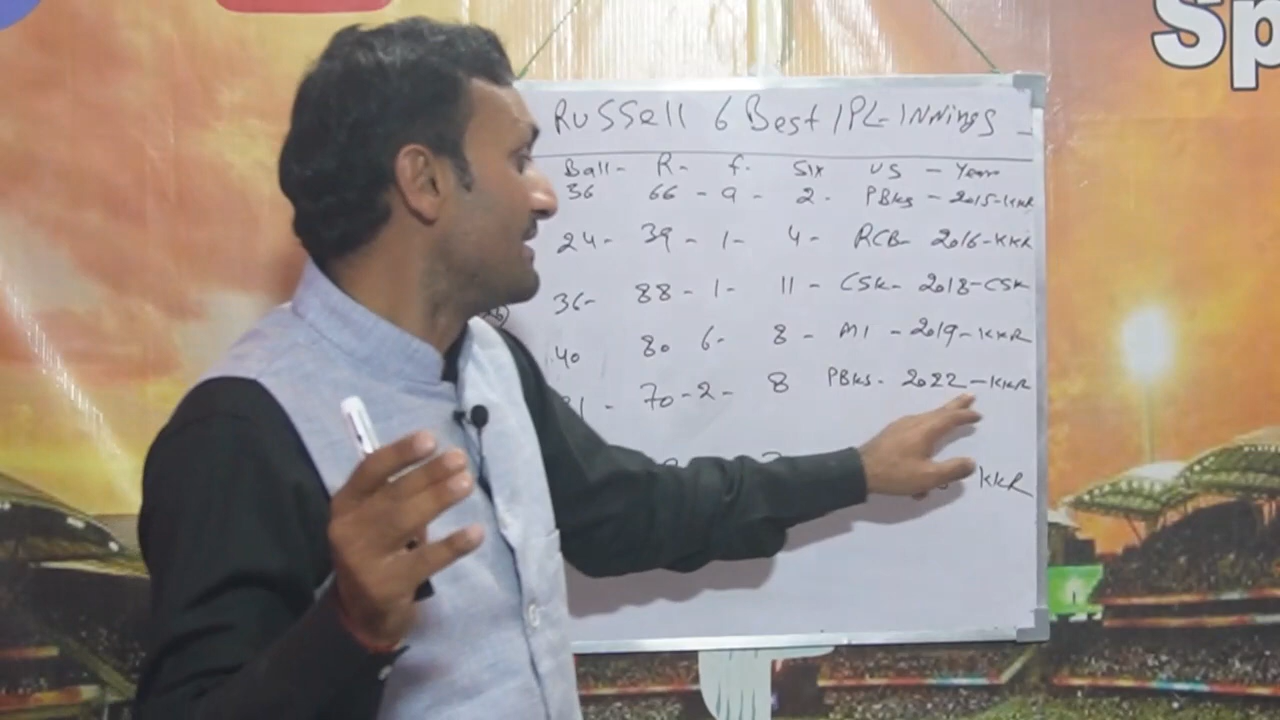 Sp
Russell 6 Best IPL-Innings -
Ball - R - f. Six VS - Year
36 66 - 9 - 2. PBks - 2015-KKR
24 - 39 - 1 - 4 - RCB- 2016-KKR
36- 88 - 1 - 11 - CSK- 2018-CSK
40 80 6- 8 - MI - 2019-KKR
1 - 70-2- 8 PBks. 2022-KKR
KKR